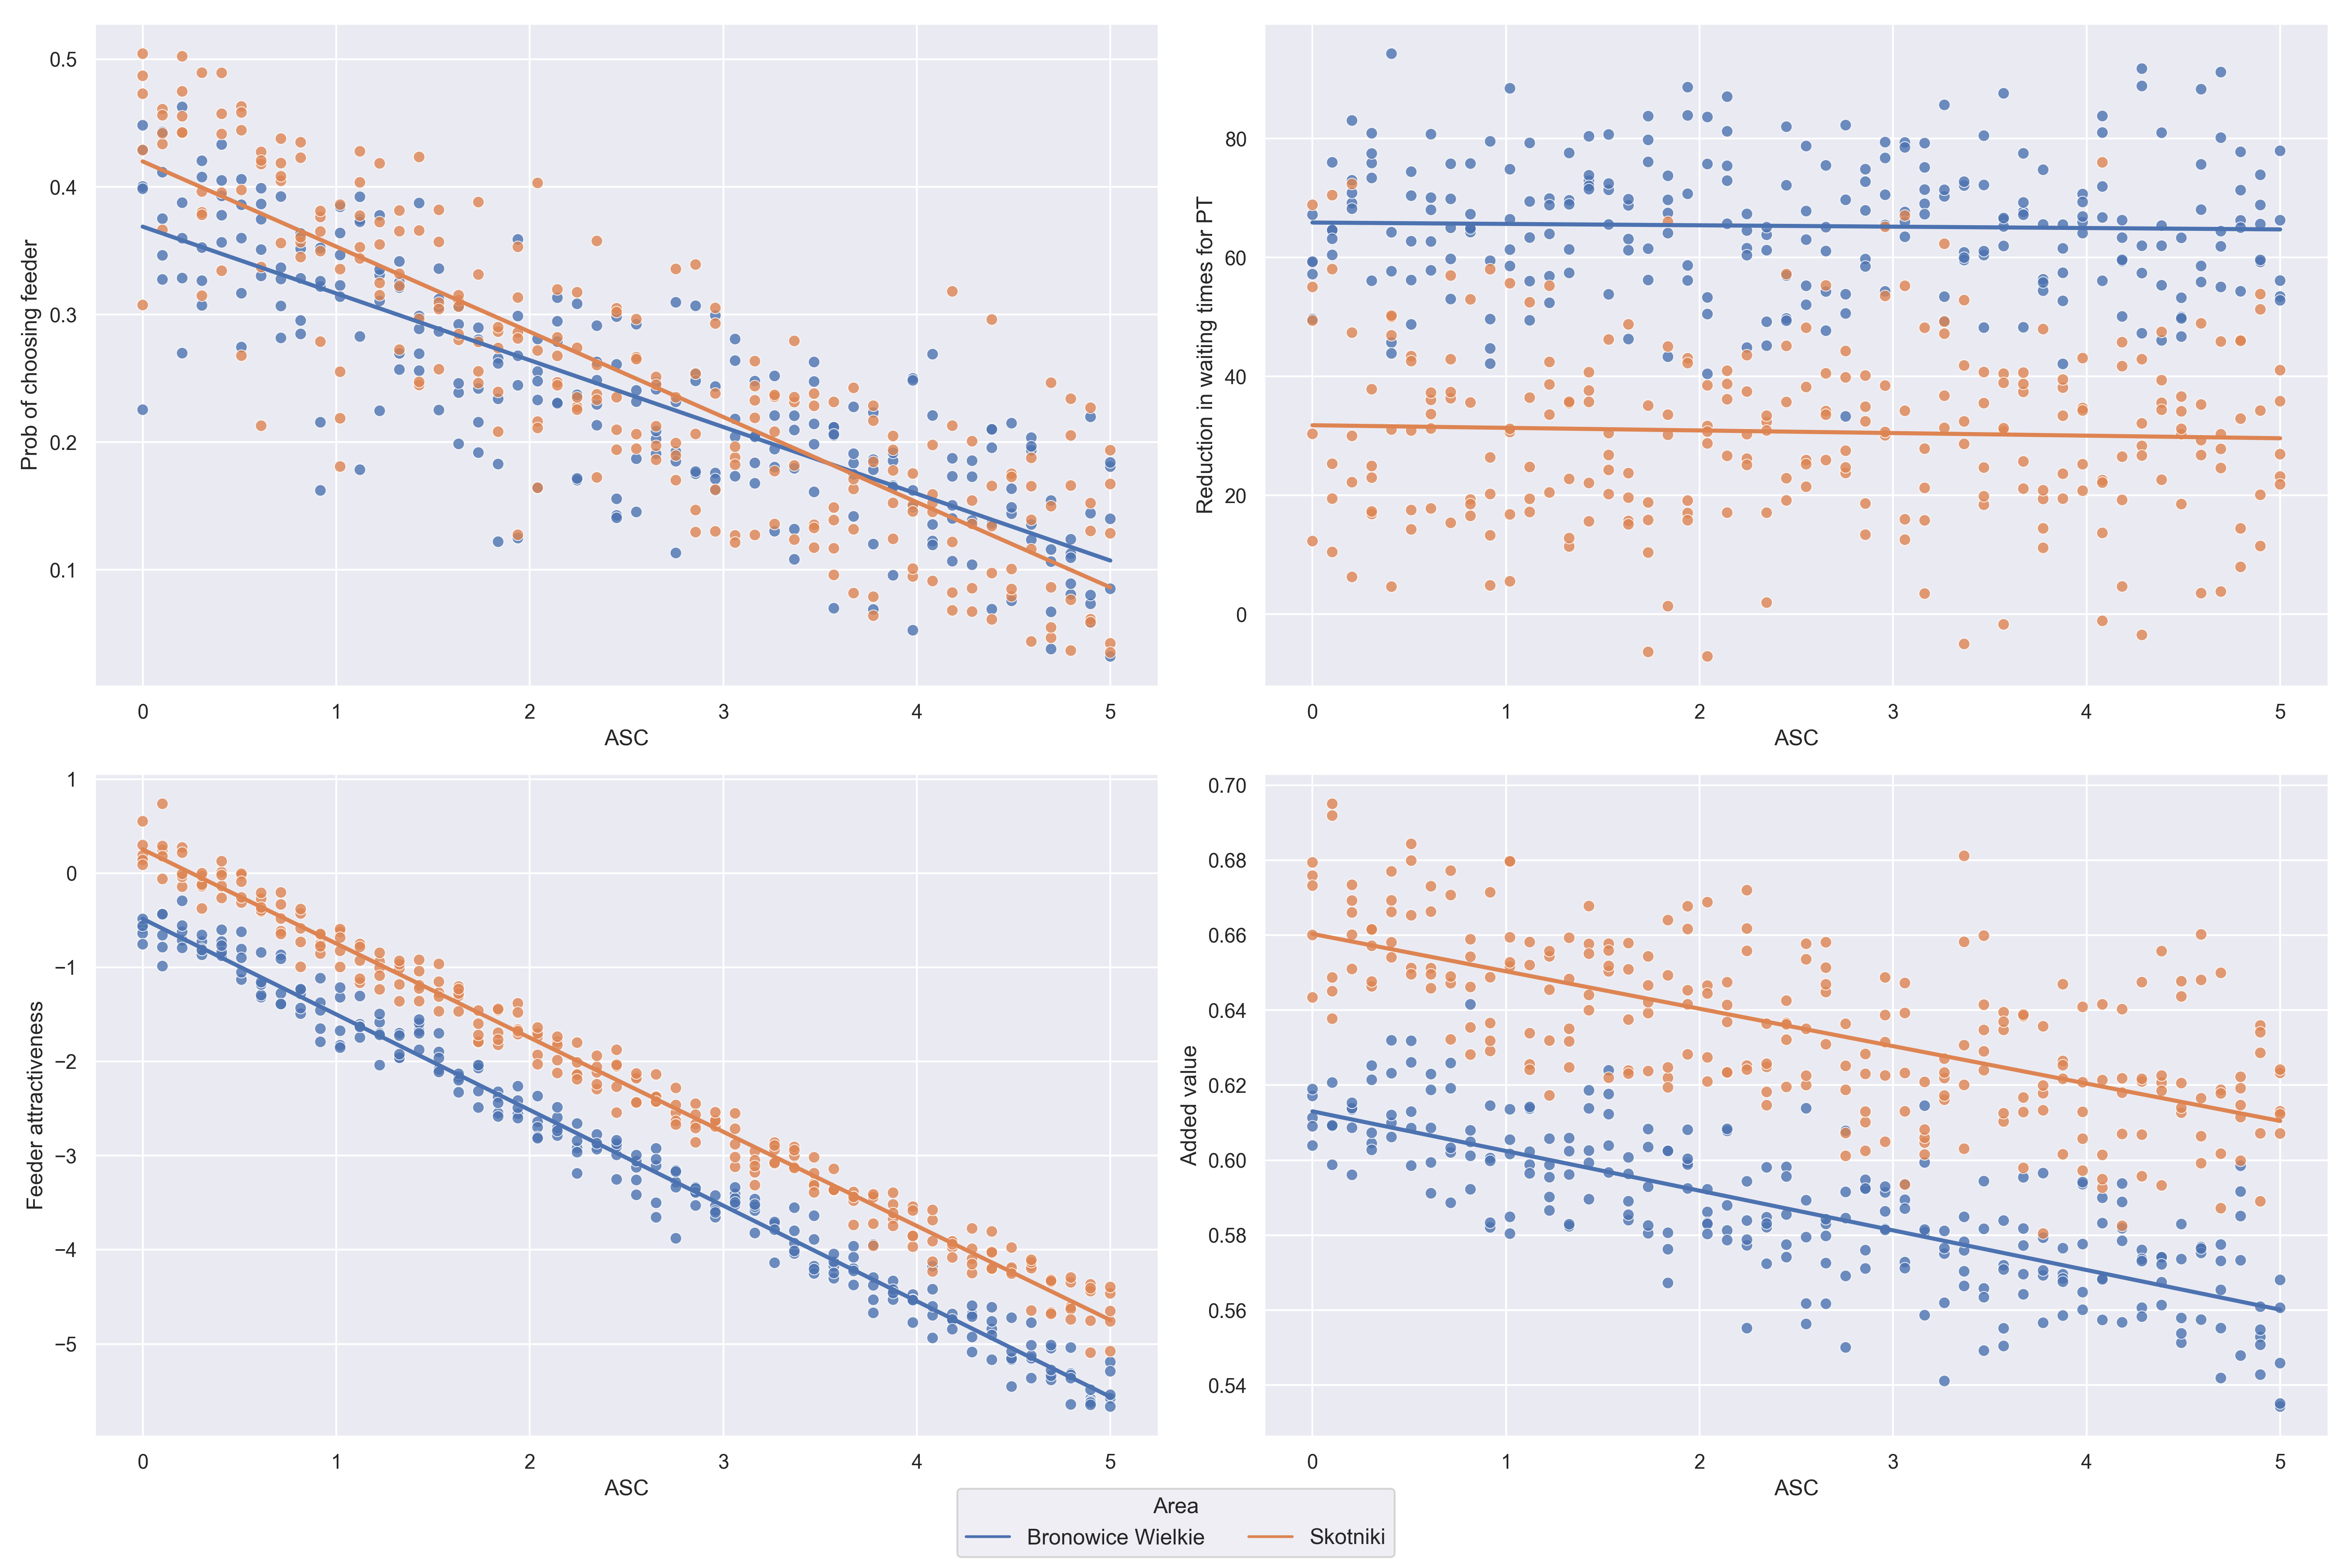 Prob of choosing feeder
0.5
0.4
0.3
0.2
0.1
0 1 2 3 4 5
ASC
Reduction in waiting times for PT
80
60
40
20
0
0 1 2 3 4 5
ASC
Feeder attractiveness
1
0
−1
−2
−3
−4
−5
0 1 2 3 4 5
ASC
Added value
0.70
0.68
0.66
0.64
0.62
0.60
0.58
0.56
0.54
0 1 2 3 4 5
ASC
Area
Bronowice Wielkie Skotniki